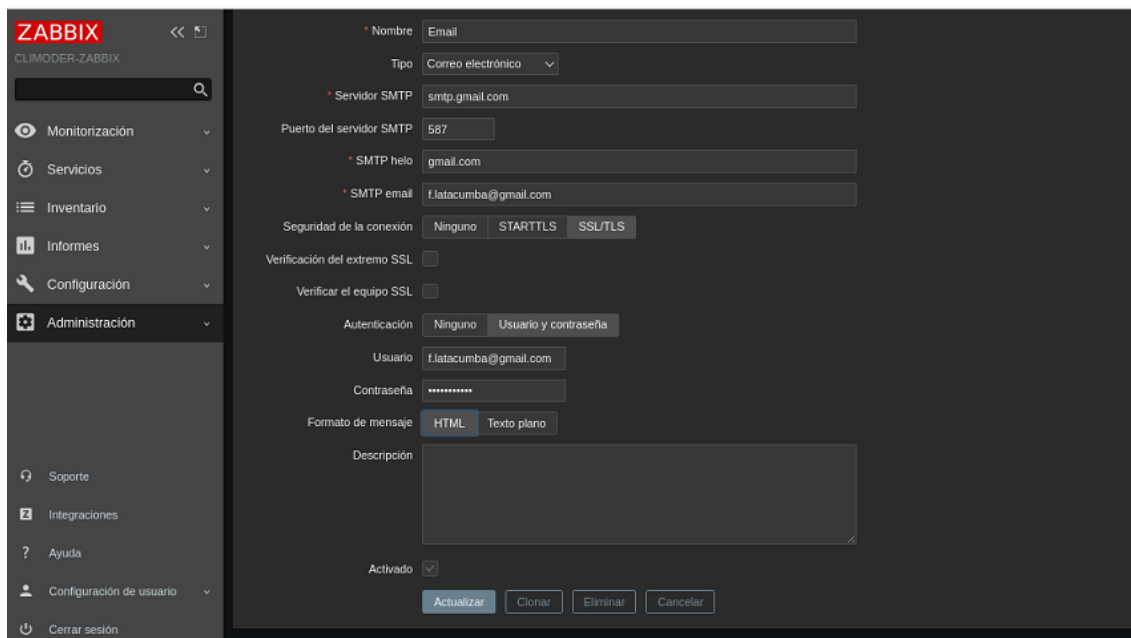 ZABBIX
CLIMODER-ZABBIX
Monitorización
Servicios
Inventario
Informes
Configuración
Administración
Soporte
Integraciones
Ayuda
Configuración de usuario
Cerrar sesión
* Nombre Email
Tipo Correo electrónico
* Servidor SMTP smtp.gmail.com
Puerto del servidor SMTP 587
* SMTP helo gmail.com
* SMTP email f.latacumba@gmail.com
Seguridad de la conexión Ninguno STARTTLS SSL/TLS
Verificación del extremo SSL
Verificar el equipo SSL
Autenticación Ninguno Usuario y contraseña
Usuario f.latacumba@gmail.com
Contraseña •••••••••••
Formato de mensaje HTML Texto plano
Descripción
Activado
Actualizar Clonar Eliminar Cancelar